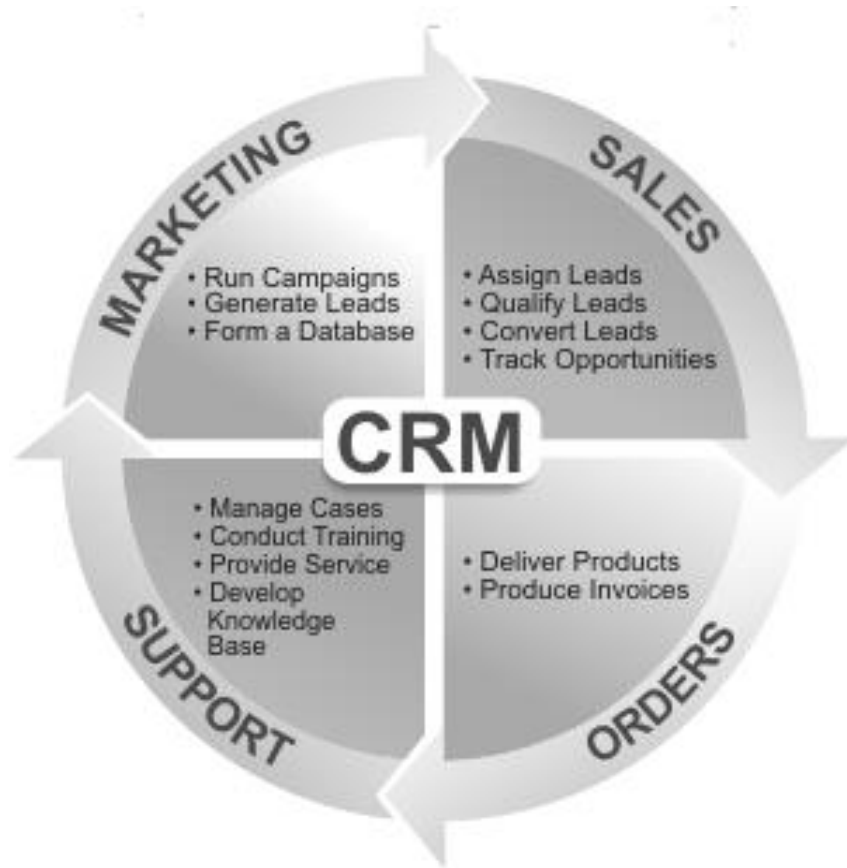 MARKETING
• Run Campaigns
• Generate Leads
• Form a Database
SALES
• Assign Leads
• Qualify Leads
• Convert Leads
• Track Opportunities
CRM
SUPPORT
• Manage Cases
• Conduct Training
• Provide Service
• Develop
Knowledge
Base
ORDERS
• Deliver Products
• Produce Invoices